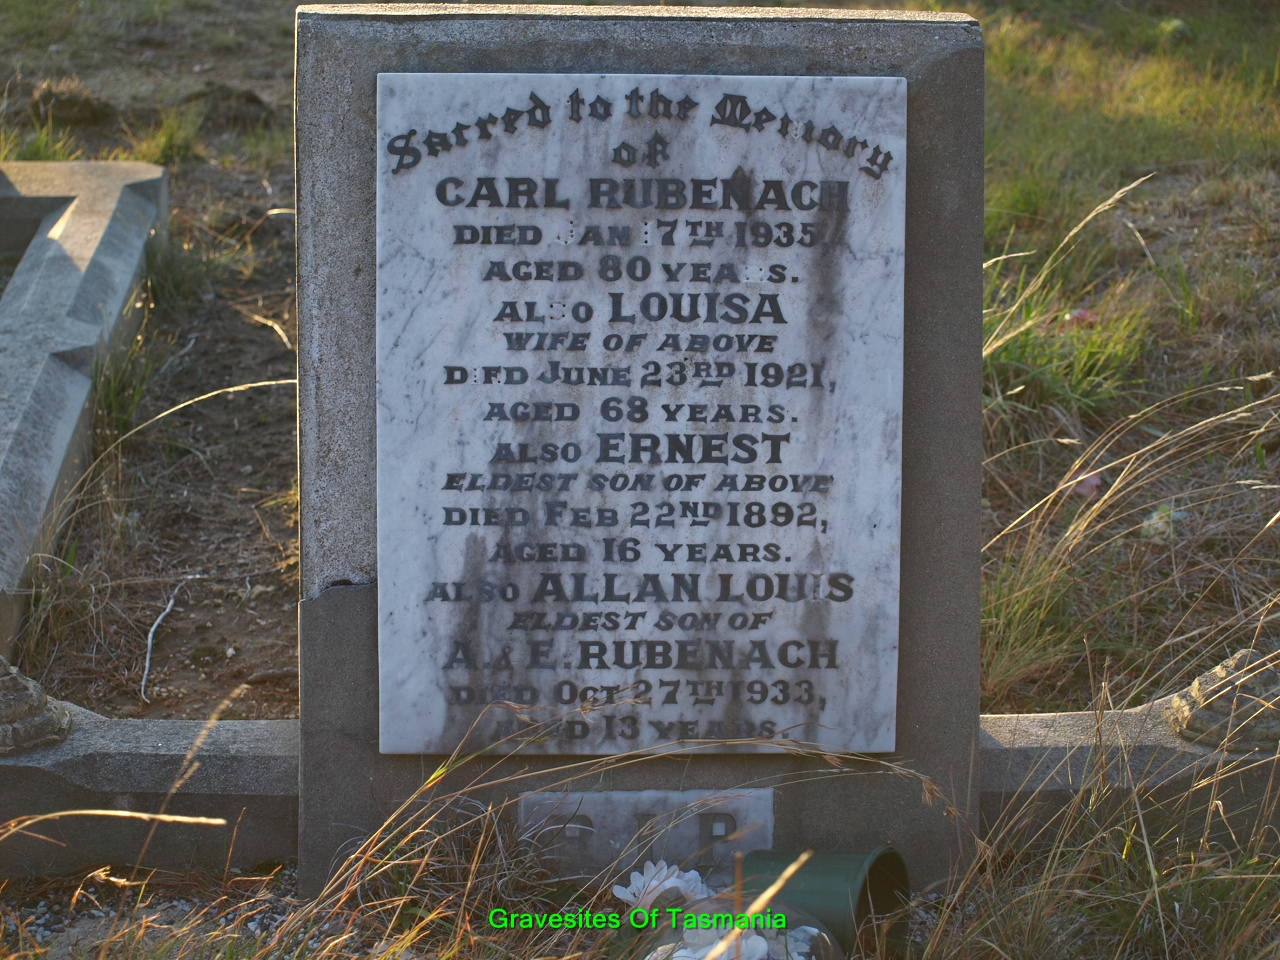 Sacred to the Memory
of
CARL RUBENACH
DIED JAN 17TH 1935
AGED 80 YEARS.
ALSO LOUISA
WIFE OF ABOVE
DIED JUNE 23RD 1921,
AGED 68 YEARS.
ALSO ERNEST
ELDEST SON OF ABOVE
DIED FEB 22ND 1892,
AGED 16 YEARS.
ALSO ALLAN LOUIS
ELDEST SON OF
A. & E. RUBENACH
DIED OCT 27TH 1933,
AGED 13 YEARS.
R.I.P.
Gravesites Of Tasmania